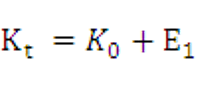 Kₜ = K₀ + E₁